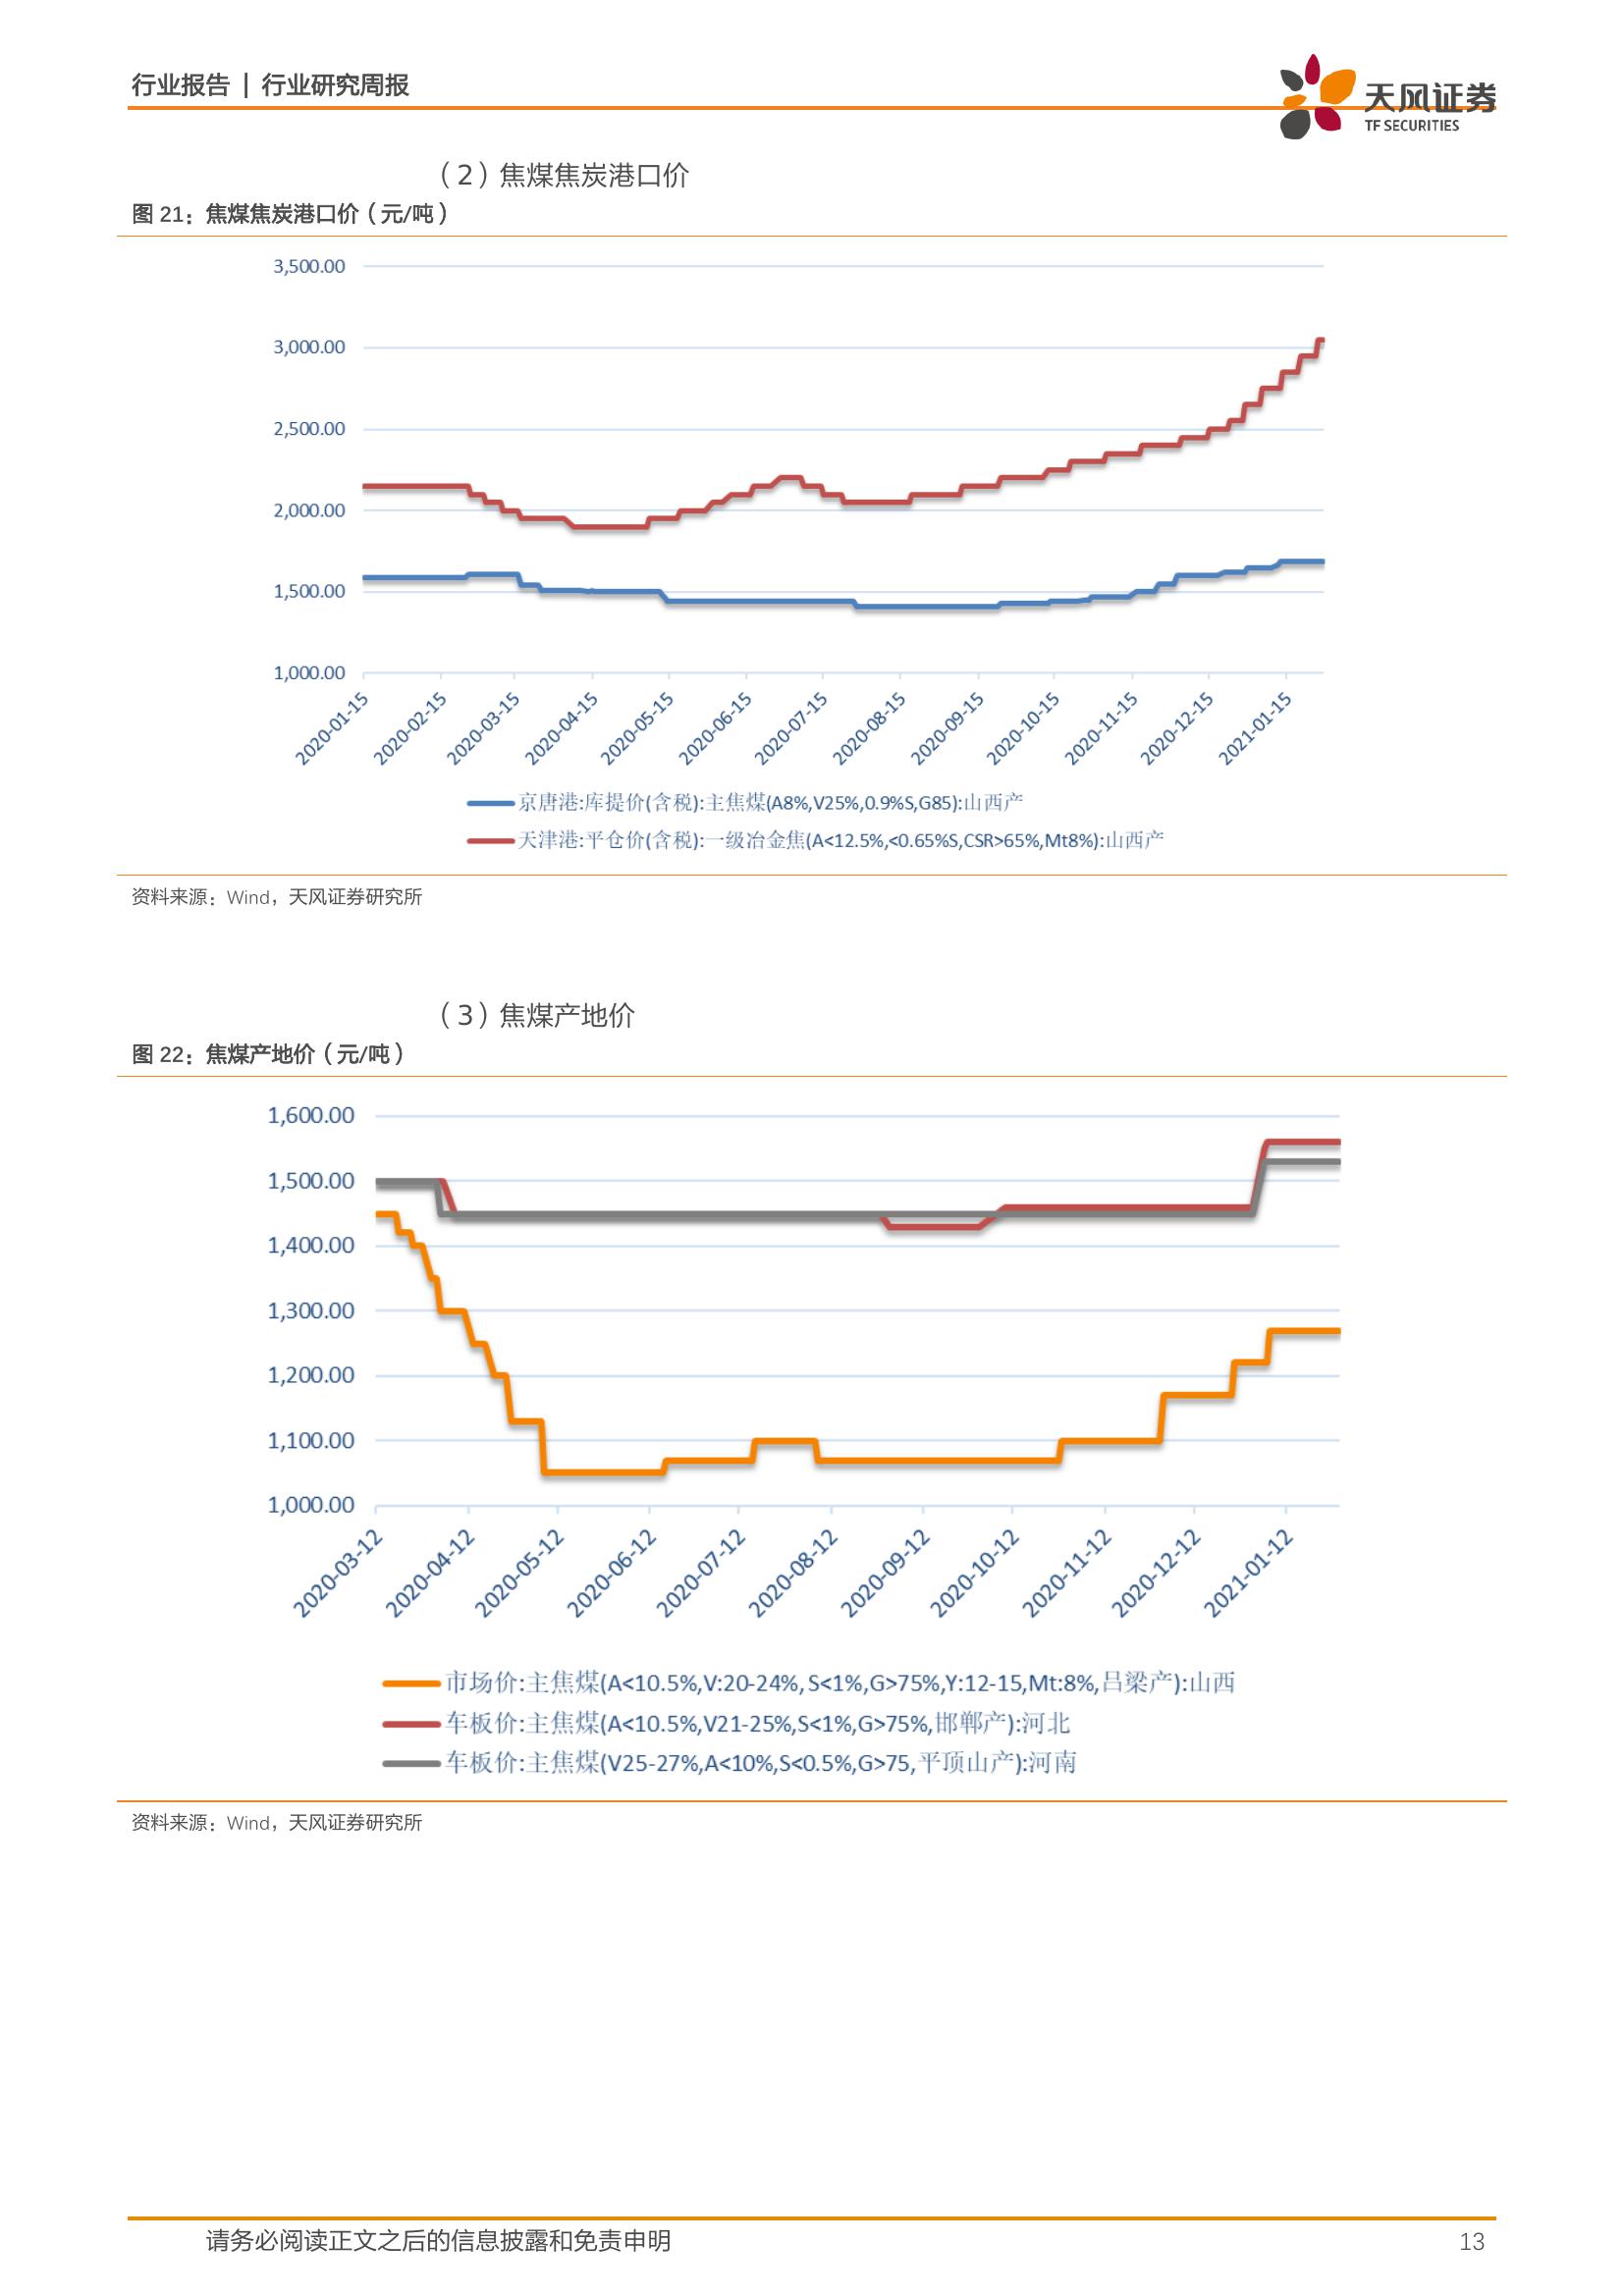 行业报告 | 行业研究周报
天风证券
TF SECURITIES
（2）焦煤焦炭港口价
图 21：焦煤焦炭港口价（元/吨）
3,500.00
3,000.00
2,500.00
2,000.00
1,500.00
1,000.00
2020-01-15
2020-02-15
2020-03-15
2020-04-15
2020-05-15
2020-06-15
2020-07-15
2020-08-15
2020-09-15
2020-10-15
2020-11-15
2020-12-15
2021-01-15
京唐港:库提价(含税):主焦煤(A8%,V25%,0.9%S,G85):山西产
天津港:平仓价(含税):一级冶金焦(A<12.5%,<0.65%S,CSR>65%,Mt8%):山西产
资料来源：Wind，天风证券研究所
（3）焦煤产地价
图 22：焦煤产地价（元/吨）
1,600.00
1,500.00
1,400.00
1,300.00
1,200.00
1,100.00
1,000.00
2020-03-12
2020-04-12
2020-05-12
2020-06-12
2020-07-12
2020-08-12
2020-09-12
2020-10-12
2020-11-12
2020-12-12
2021-01-12
市场价:主焦煤(A<10.5%,V:20-24%,S<1%,G>75%,Y:12-15,Mt:8%,吕梁产):山西
车板价:主焦煤(A<10.5%,V21-25%,S<1%,G>75%,邯郸产):河北
车板价:主焦煤(V25-27%,A<10%,S<0.5%,G>75,平顶山产):河南
资料来源：Wind，天风证券研究所
请务必阅读正文之后的信息披露和免责申明
13